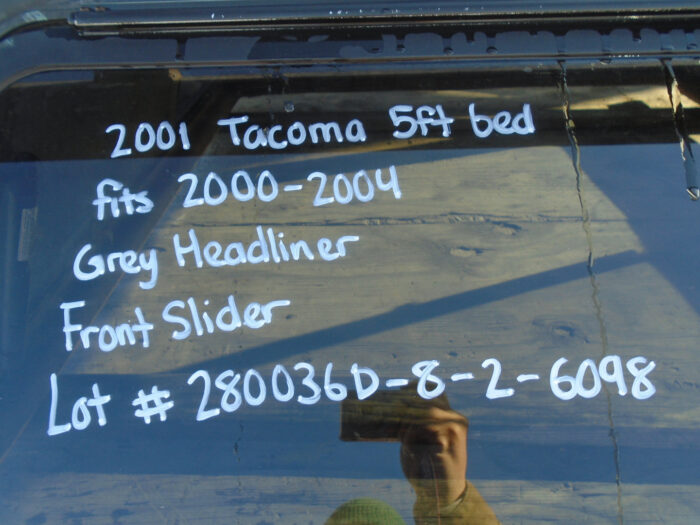 2001 Tacoma 5ft bed
fits 2000-2004
Grey Headliner
Front Slider
Lot # 280036D-8-2-6098